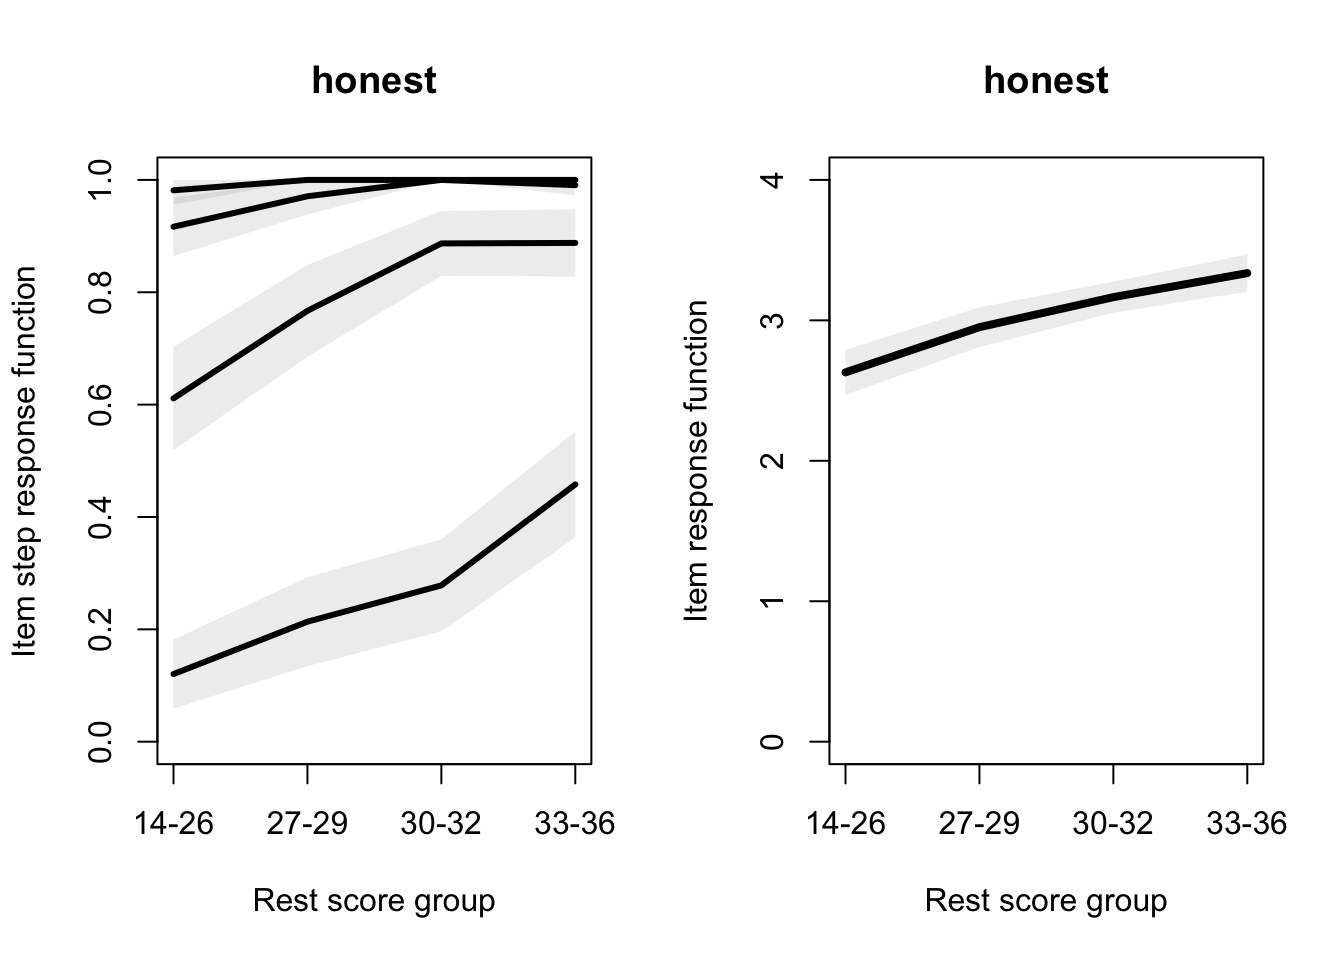 honest
Item step response function
1.0
0.8
0.6
0.4
0.2
0.0
14-26 27-29 30-32 33-36
Rest score group
honest
Item response function
4
3
2
1
0
14-26 27-29 30-32 33-36
Rest score group